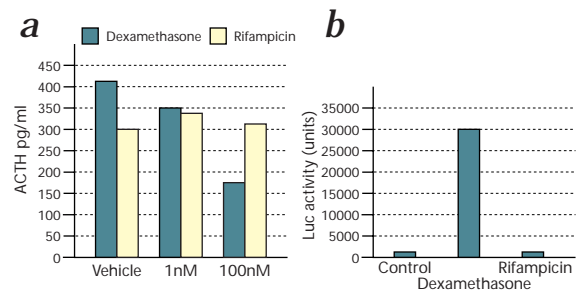 a
b
Dexamethasone Rifampicin
ACTH pg/ml
450
400
350
300
250
200
150
100
50
0
Vehicle 1nM 100nM
Luc activity (units)
35000
30000
25000
20000
15000
10000
5000
0
Control Rifampicin
Dexamethasone